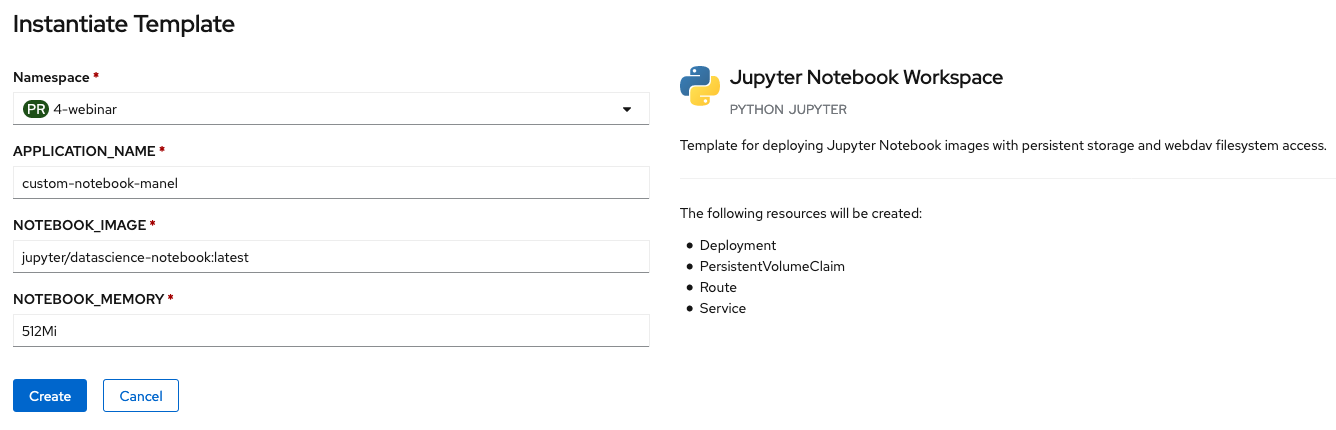 Instantiate Template
Namespace *
PR 4-webinar
APPLICATION_NAME *
custom-notebook-manel
NOTEBOOK_IMAGE *
jupyter/datascience-notebook:latest
NOTEBOOK_MEMORY *
512Mi
Create Cancel
Jupyter Notebook Workspace
PYTHON JUPYTER
Template for deploying Jupyter Notebook images with persistent storage and webdav filesystem access.
The following resources will be created:
• Deployment
• PersistentVolumeClaim
• Route
• Service